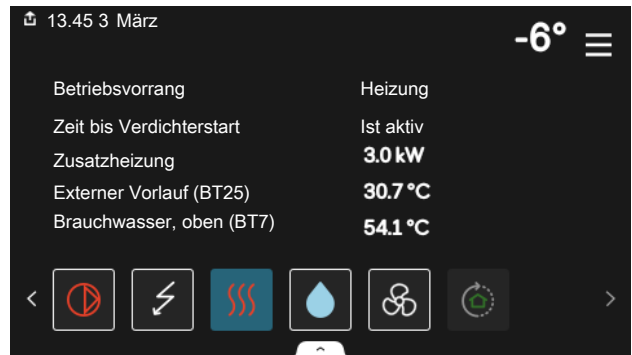 13.45 3 März
-6°
Betriebsvorrang Heizung
Zeit bis Verdichterstart Ist aktiv
Zusatzheizung 3.0 kW
Externer Vorlauf (BT25) 30.7 °C
Brauchwasser, oben (BT7) 54.1 °C